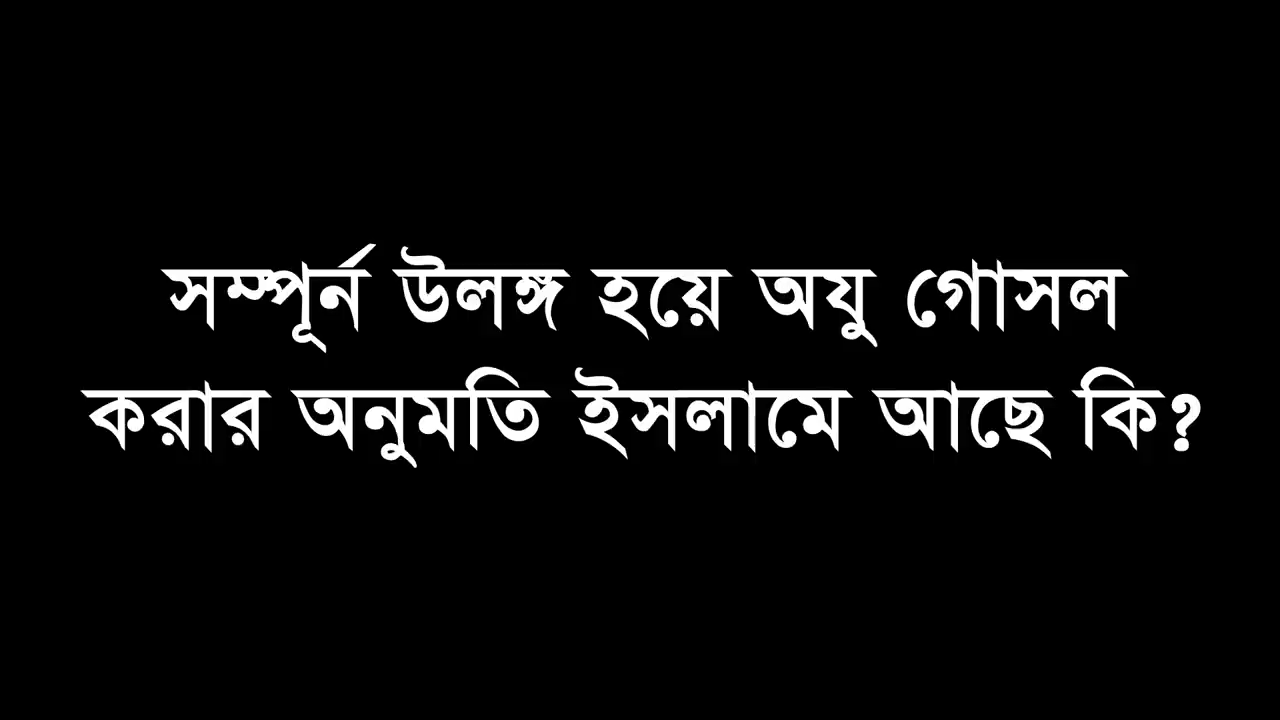 সম্পূর্ন উলঙ্গ হয়ে অযু গোসল
করার অনুমতি ইসলামে আছে কি?